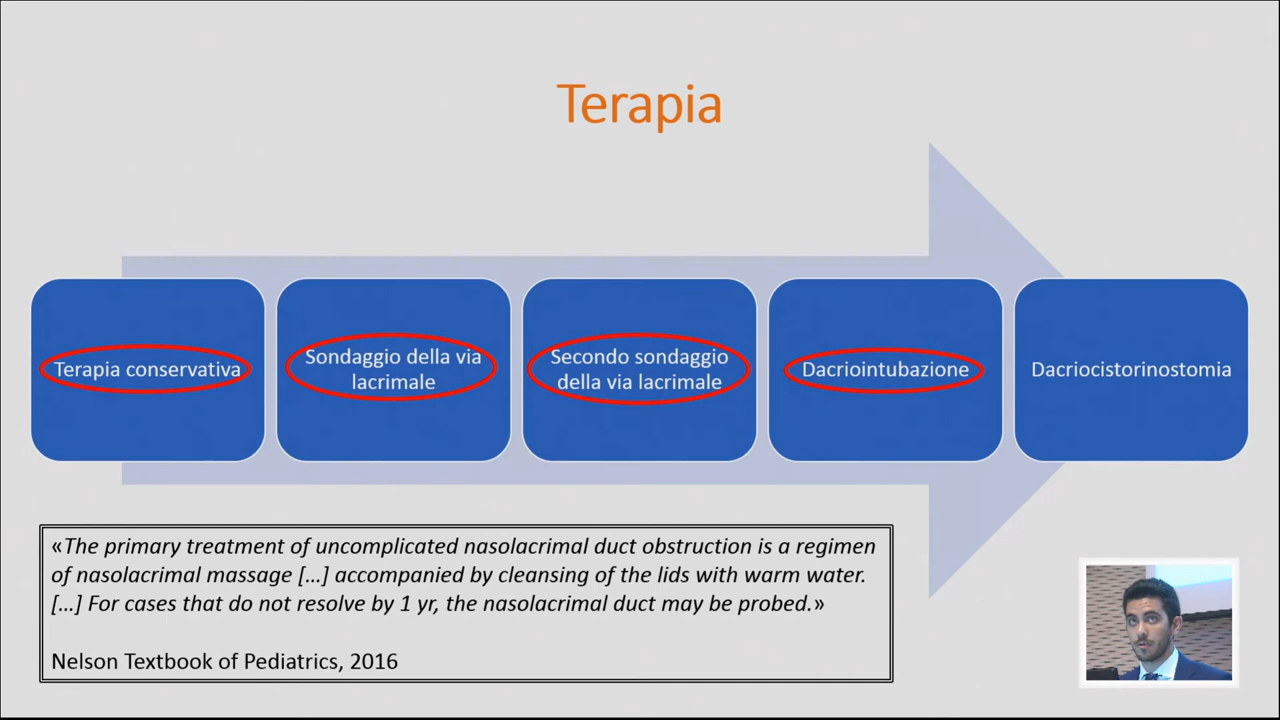 Terapia
Terapia conservativa
Sondaggio della via
lacrimale
Secondo sondaggio
della via lacrimale
Dacriointubazione
Dacriocistorinostomia
«The primary treatment of uncomplicated nasolacrimal duct obstruction is a regimen
of nasolacrimal massage […] accompanied by cleansing of the lids with warm water.
[…] For cases that do not resolve by 1 yr, the nasolacrimal duct may be probed.»
Nelson Textbook of Pediatrics, 2016